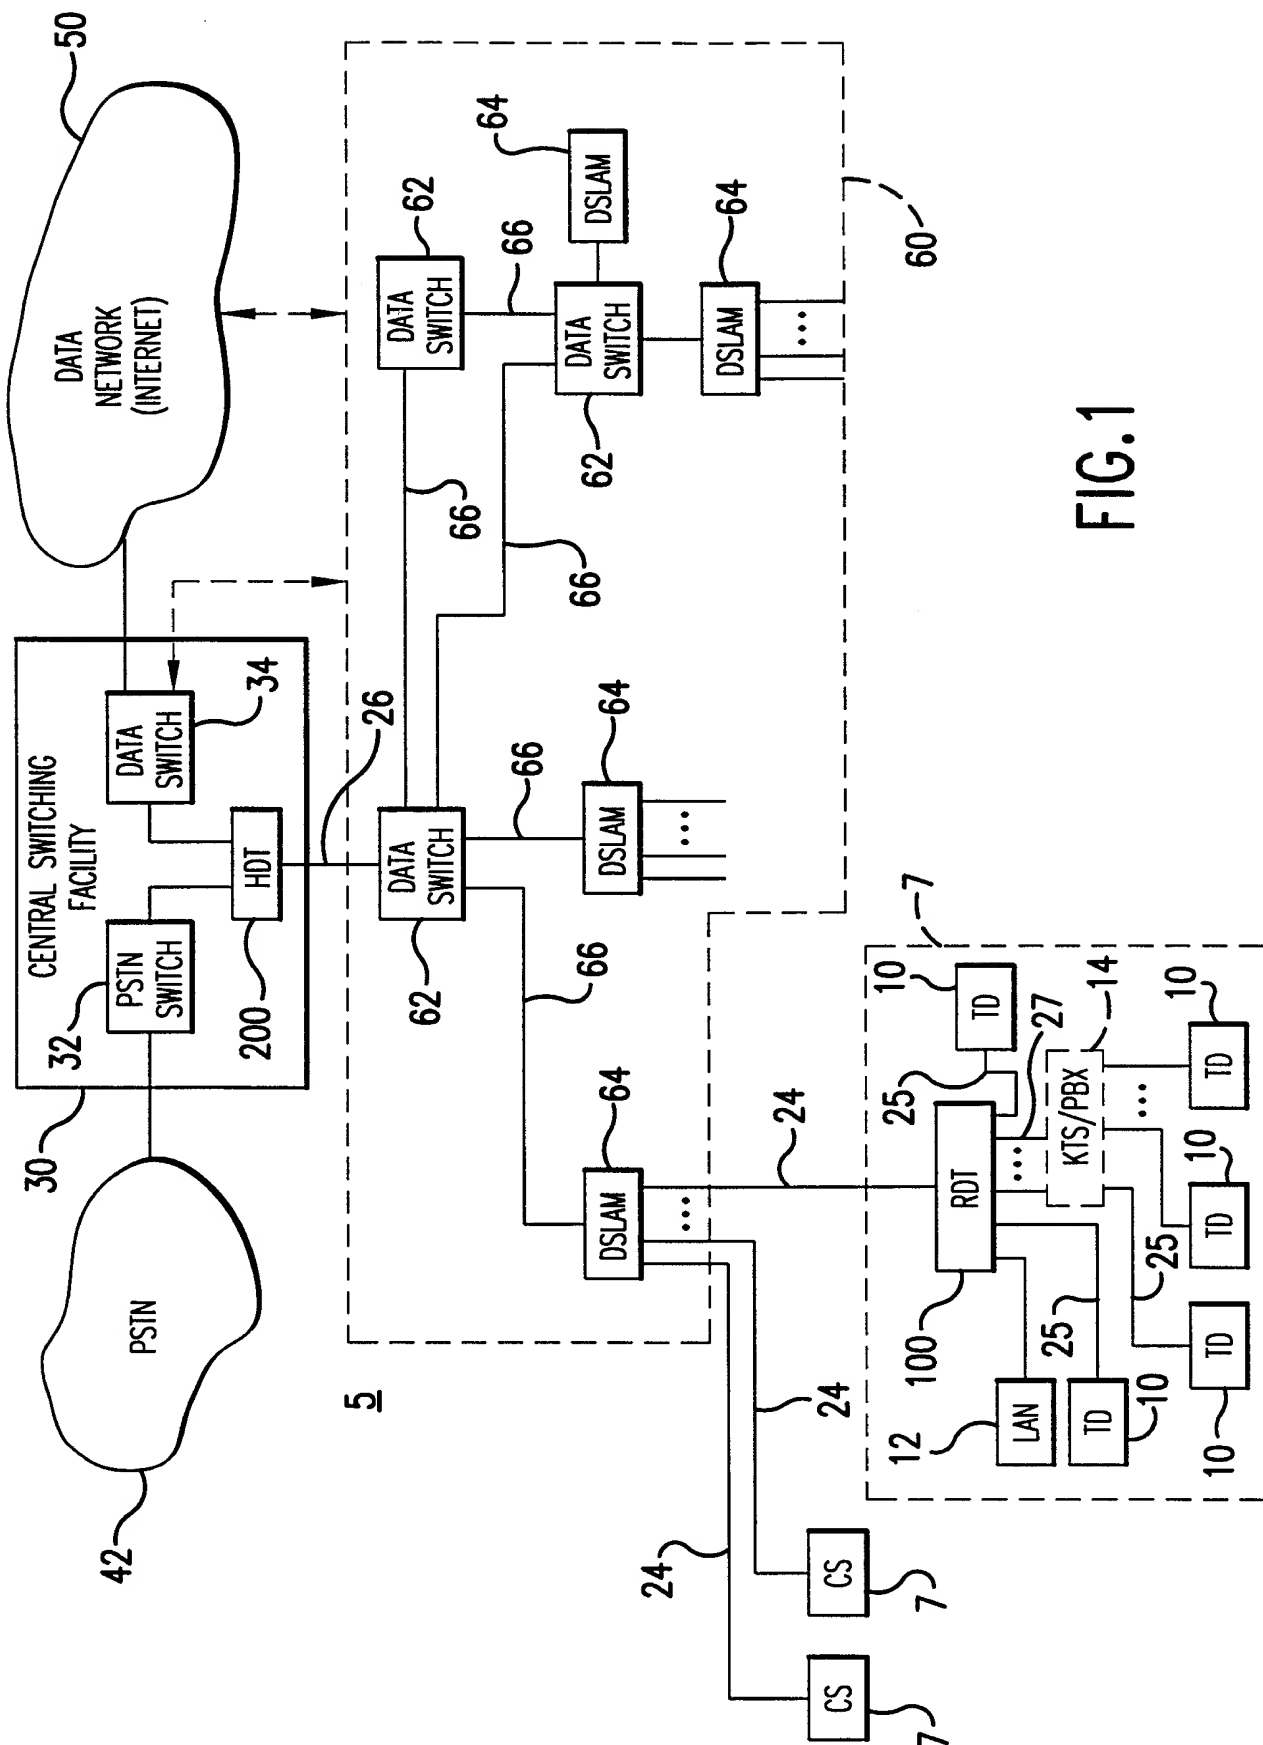 50
DATA
NETWORK
(INTERNET)
CENTRAL SWITCHING
FACILITY
DATA
SWITCH
34
PSTN
SWITCH
32
HDT
200
30
PSTN
42
26
5
DATA
SWITCH
62
66
66
66
DATA
SWITCH
62
DATA
SWITCH
62
DSLAM
64
DSLAM
64
60
66
DSLAM
64
66
DSLAM
64
24
24
24
CS
7
CS
7
7
RDT
100
10
TD
25
27
14
KTS/PBX
LAN
12
TD
10
25
25
TD
10
TD
10
TD
10
FIG.1